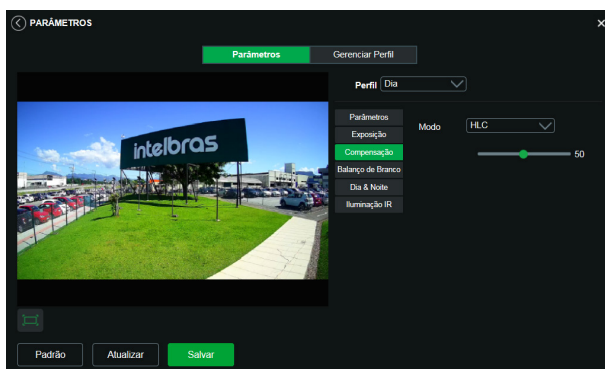 PARÂMETROS
Parâmetros Gerenciar Perfil
Perfil Dia
Parâmetros
Exposição
Compensação
Balanço de Branco
Dia & Noite
Iluminação IR
Modo HLC
50
intelbras
Padrão Atualizar Salvar